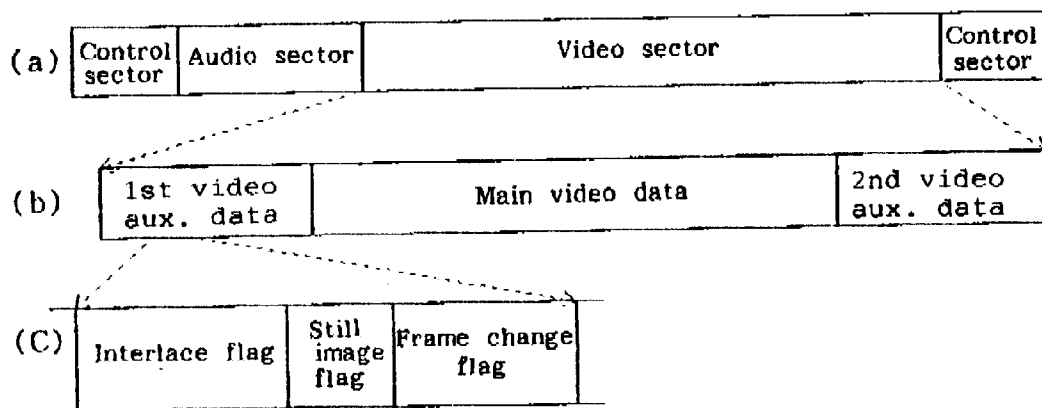 (a)
Control
sector
Audio sector
Video sector
Control
sector
(b)
1st video
aux. data
Main video data
2nd video
aux. data
(C)
Interlace flag
Still
image
flag
Frame change
flag